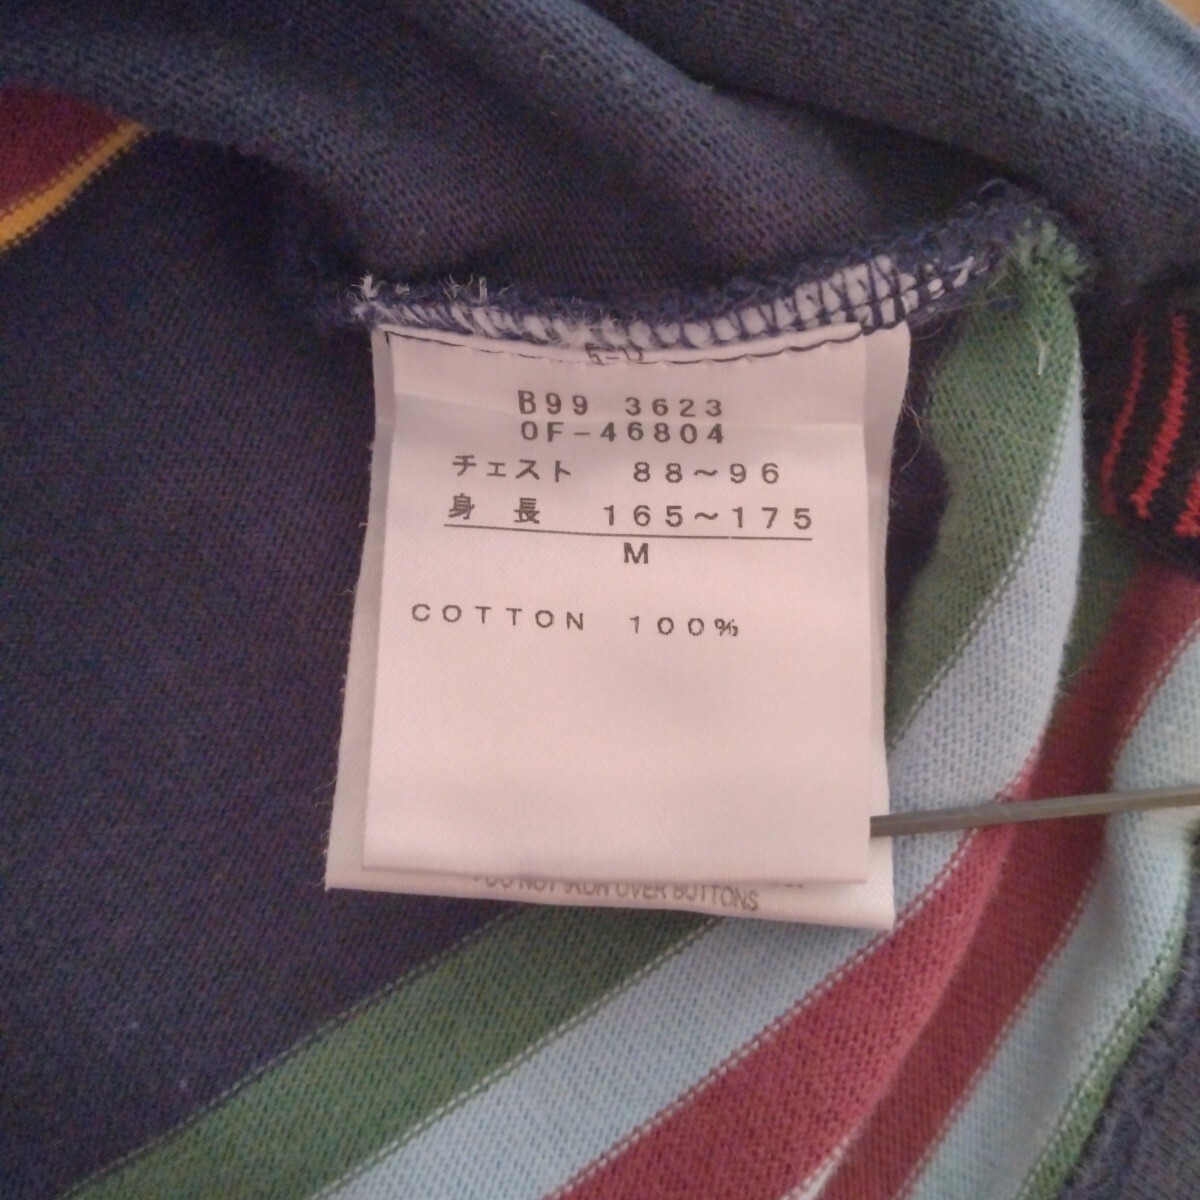 B99 3623
0F-46804
チェスト 88~96
身長 165~175
M
COTTON 100%
DO NOT IRON OVER BUTTONS